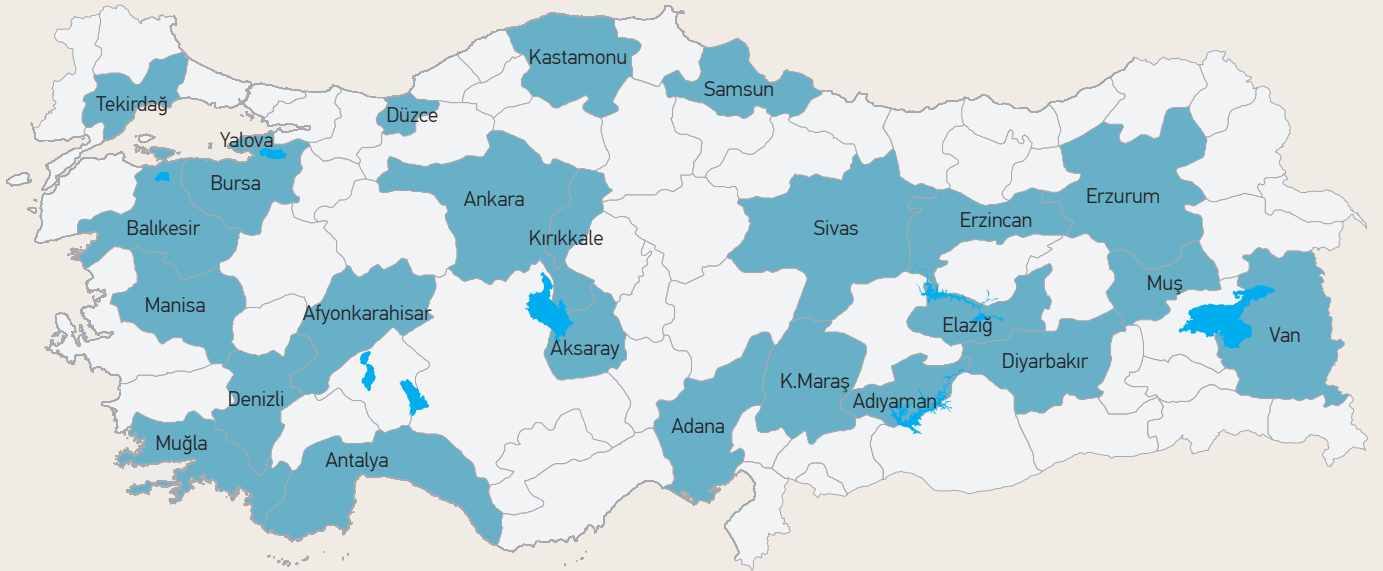 Kastamonu
Samsun
Tekirdağ
Düzce
Yalova
Bursa
Ankara
Erzurum
Balıkesir
Kırıkkale
Sivas
Erzincan
Manisa
Afyonkarahisar
Muş
Elazığ
Van
Aksaray
Diyarbakır
K.Maraş
Denizli
Adıyaman
Adana
Muğla
Antalya